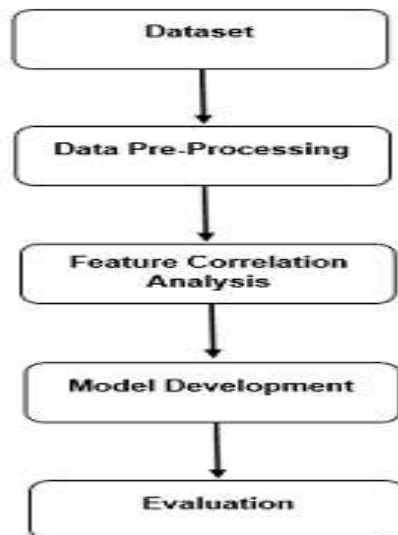 Dataset
Data Pre-Processing
Feature Correlation
Analysis
Model Development
Evaluation